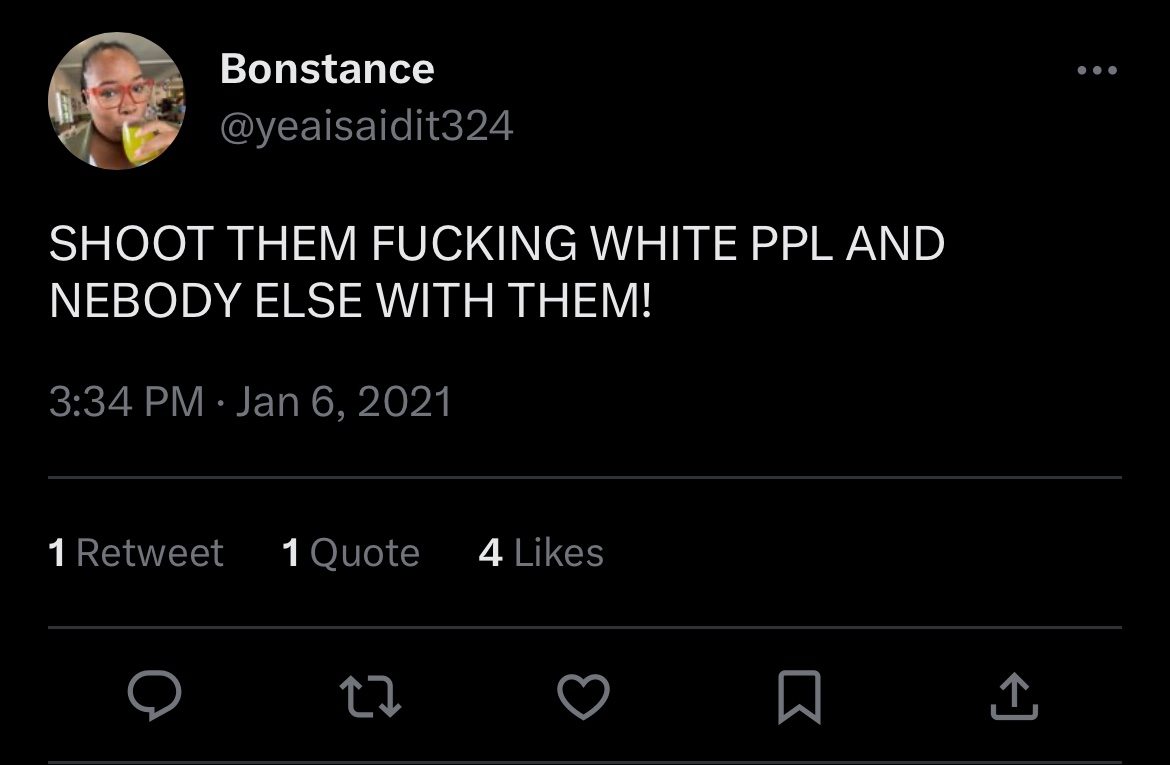 Bonstance
@yeaisaidit324
SHOOT THEM FUCKING WHITE PPL AND
NEBODY ELSE WITH THEM!
3:34 PM · Jan 6, 2021
1 Retweet 1 Quote 4 Likes